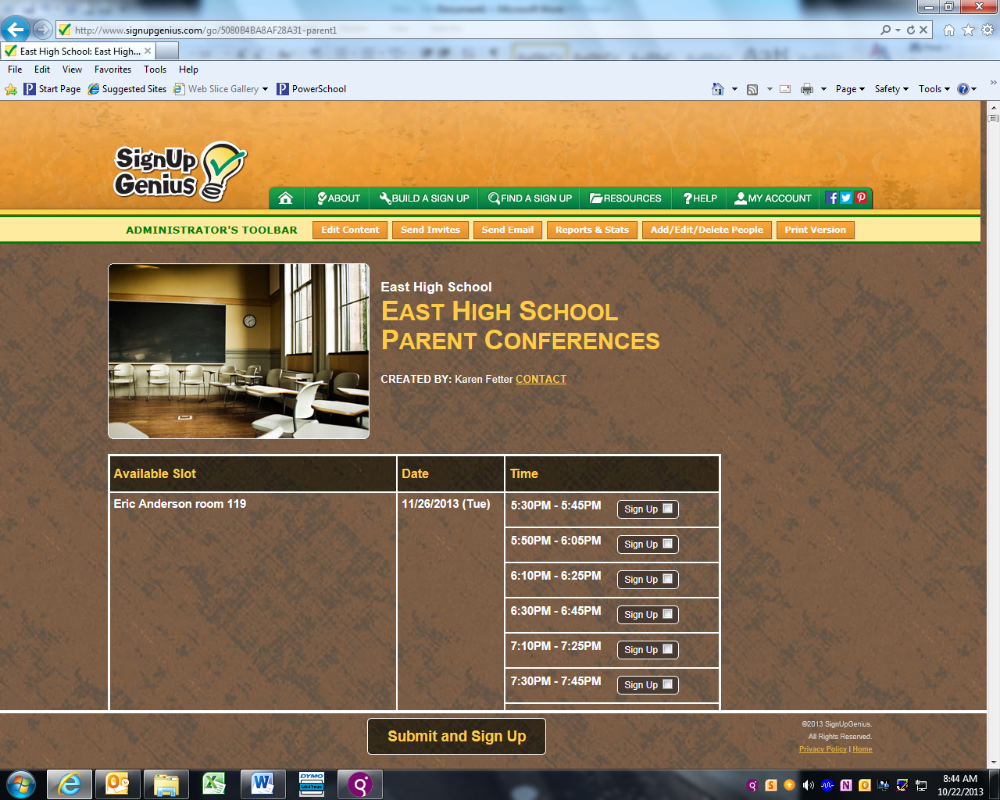 http://www.signupgenius.com/go/5080B4BA8AF28A31-parent1
East High School: East High...
File Edit View Favorites Tools Help
Start Page Suggested Sites Web Slice Gallery PowerSchool Page Safety Tools
SignUp
Genius
ABOUT BUILD A SIGN UP FIND A SIGN UP RESOURCES HELP MY ACCOUNT
ADMINISTRATOR'S TOOLBAR Edit Content Send Invites Send Email Reports & Stats Add/Edit/Delete People Print Version
East High School
EAST HIGH SCHOOL
PARENT CONFERENCES
CREATED BY: Karen Fetter CONTACT
Available Slot Date Time
Eric Anderson room 119 11/26/2013 (Tue) 5:30PM - 5:45PM Sign Up
5:50PM - 6:05PM Sign Up
6:10PM - 6:25PM Sign Up
6:30PM - 6:45PM Sign Up
7:10PM - 7:25PM Sign Up
7:30PM - 7:45PM Sign Up
Submit and Sign Up
©2013 SignUpGenius.
All Rights Reserved.
Privacy Policy | Home
DYMO
8:44 AM
10/22/2013